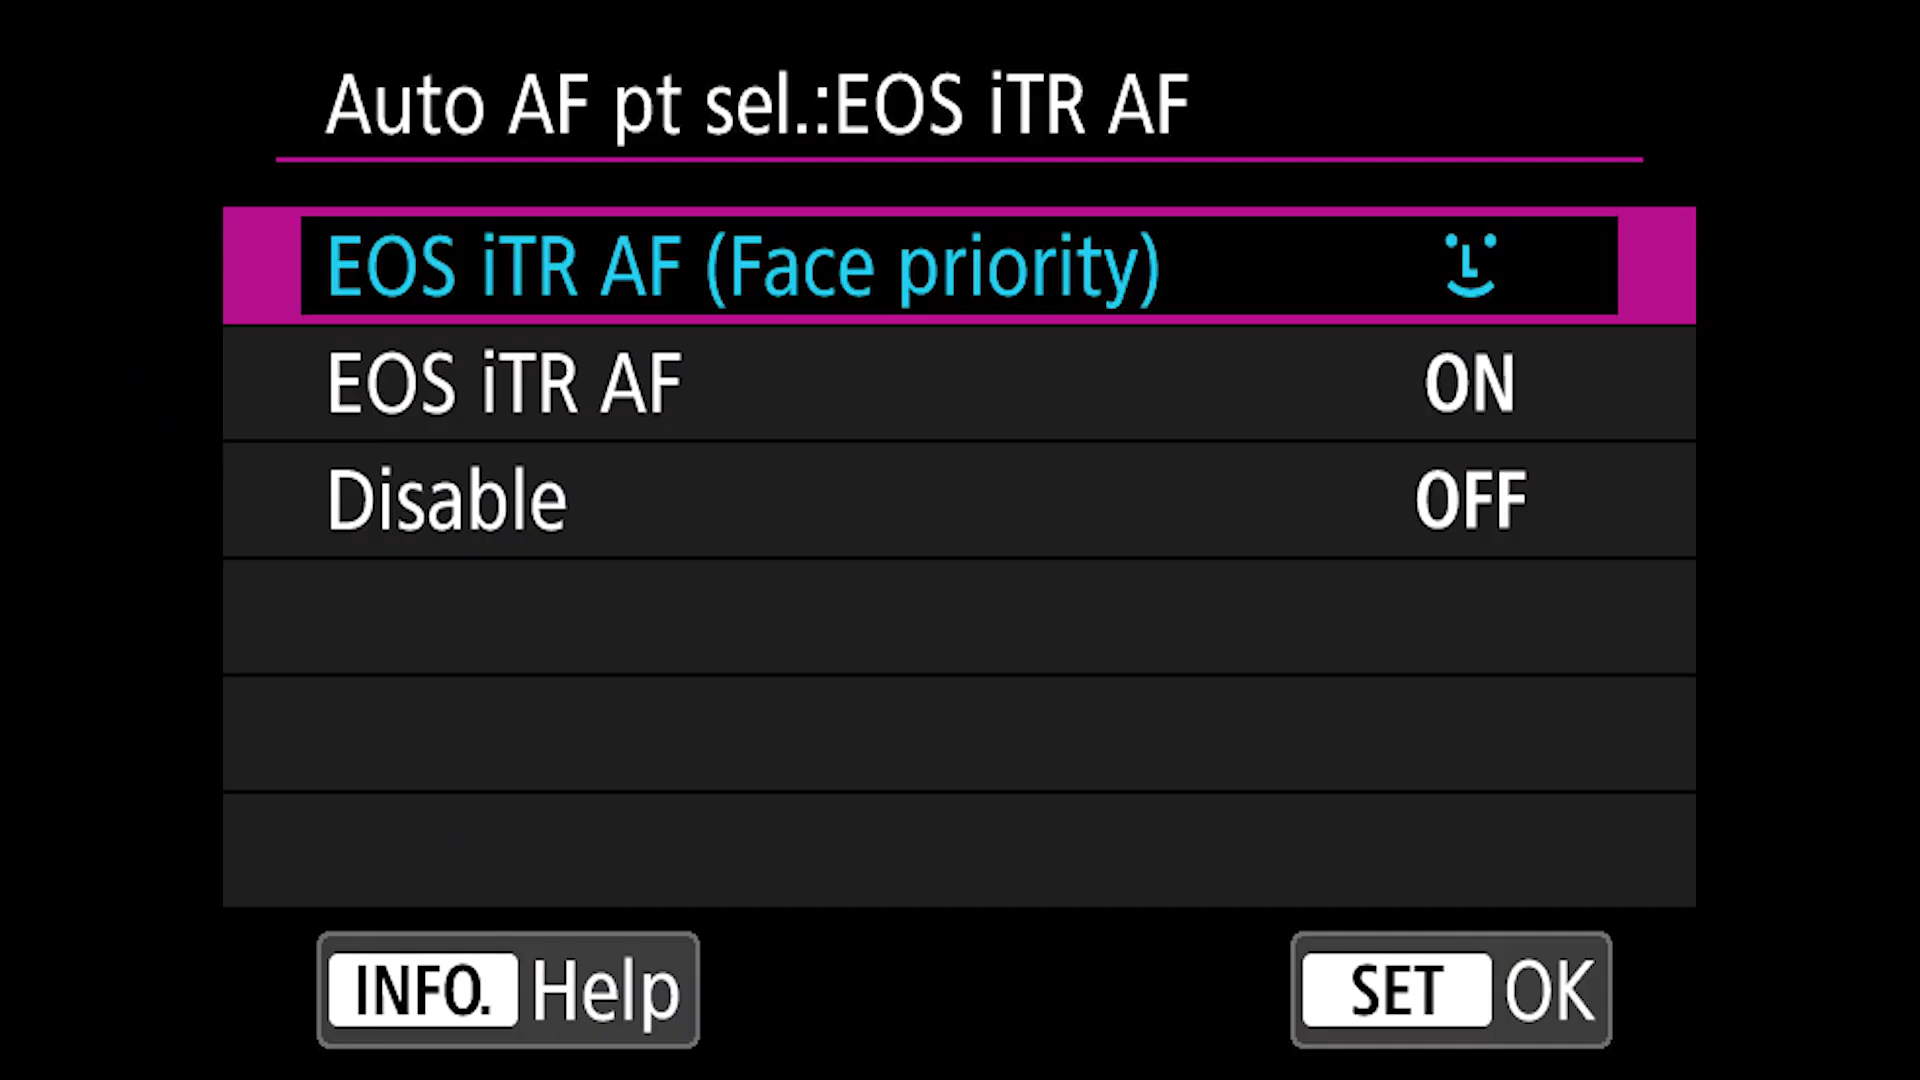 Auto AF pt sel.:EOS iTR AF
EOS iTR AF (Face priority)
EOS iTR AF ON
Disable OFF
INFO. Help SET OK